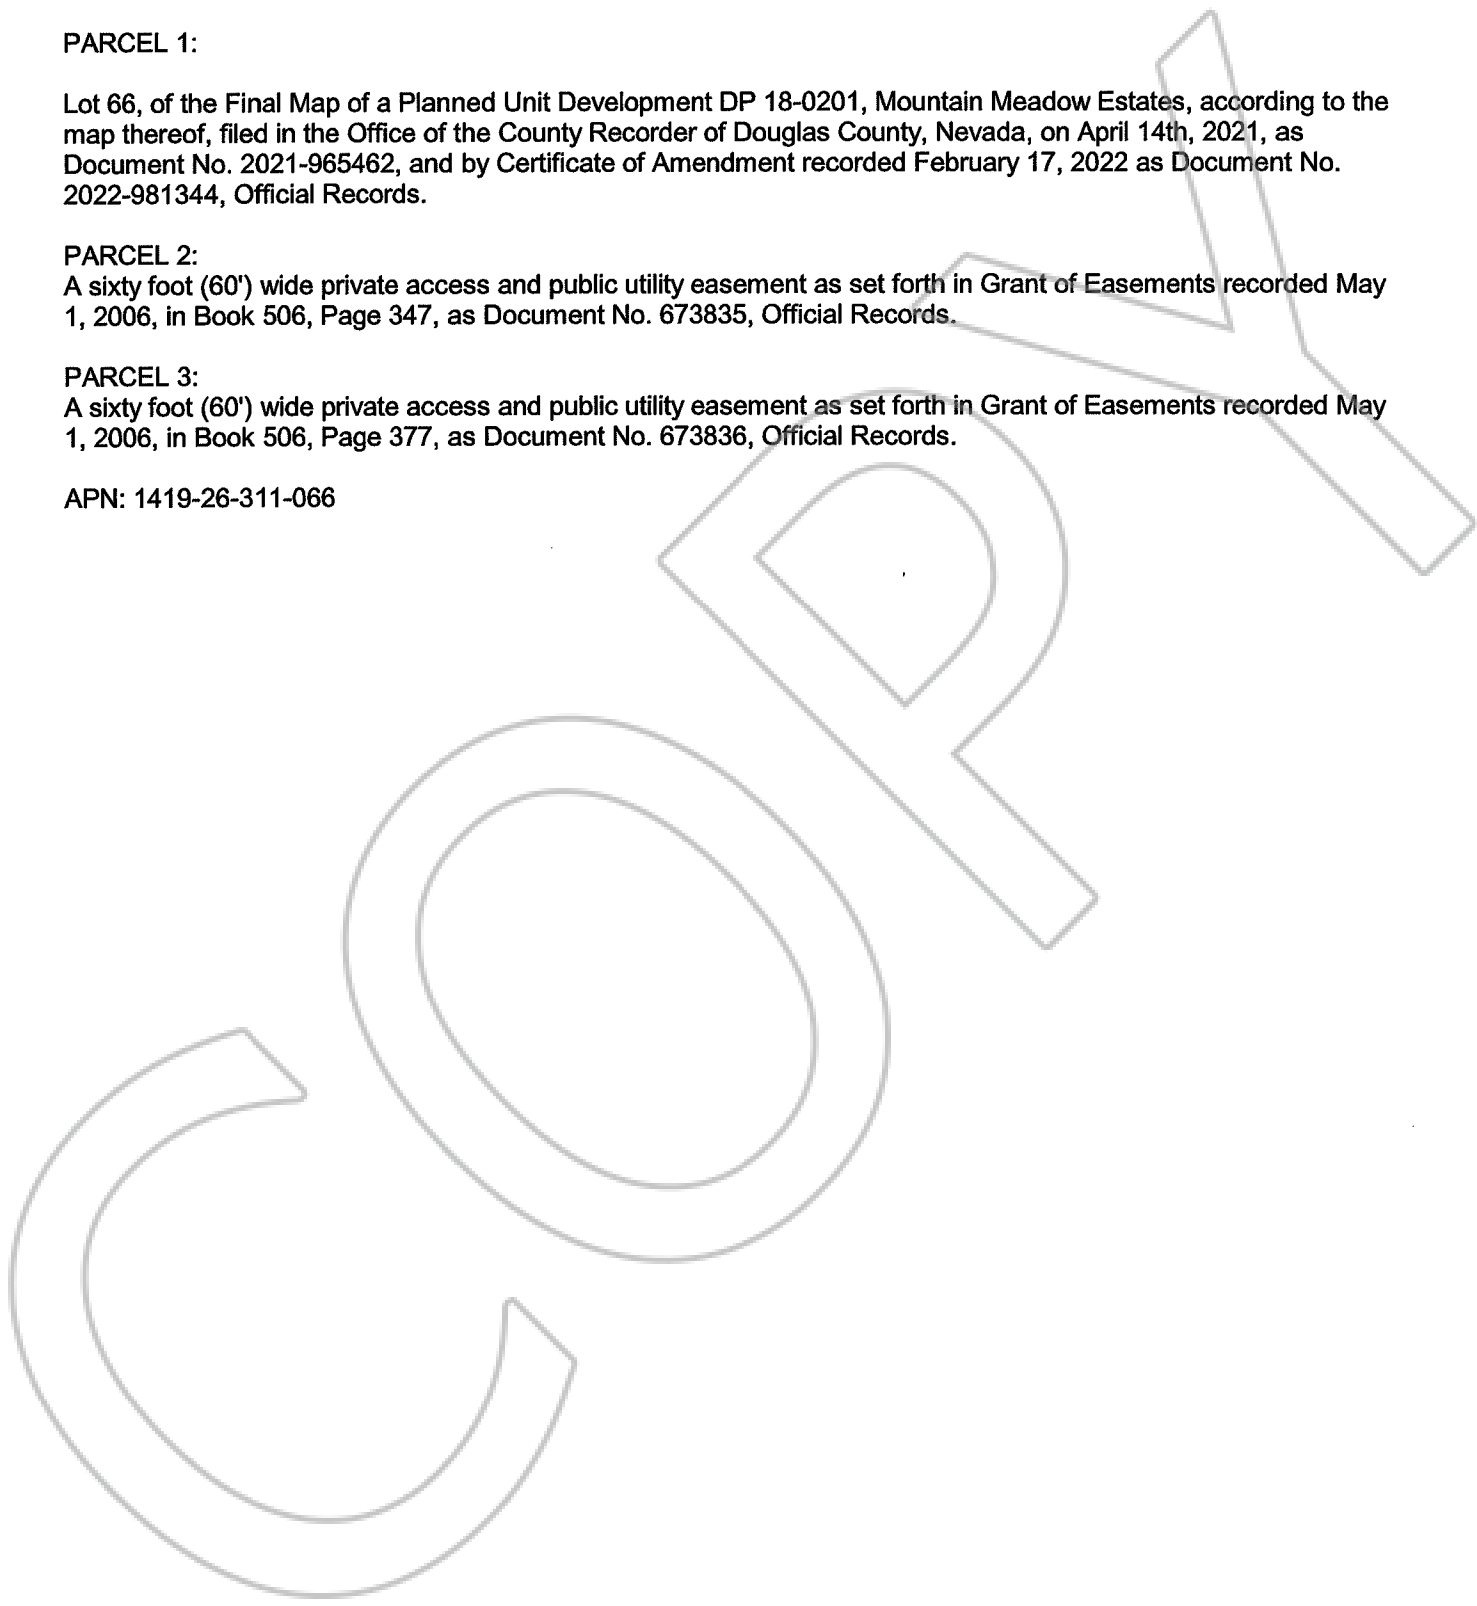 PARCEL 1:
Lot 66, of the Final Map of a Planned Unit Development DP 18-0201, Mountain Meadow Estates, according to the
map thereof, filed in the Office of the County Recorder of Douglas County, Nevada, on April 14th, 2021, as
Document No. 2021-965462, and by Certificate of Amendment recorded February 17, 2022 as Document No.
2022-981344, Official Records.
PARCEL 2:
A sixty foot (60') wide private access and public utility easement as set forth in Grant of Easements recorded May
1, 2006, in Book 506, Page 347, as Document No. 673835, Official Records.
PARCEL 3:
A sixty foot (60') wide private access and public utility easement as set forth in Grant of Easements recorded May
1, 2006, in Book 506, Page 377, as Document No. 673836, Official Records.
APN: 1419-26-311-066
COPY